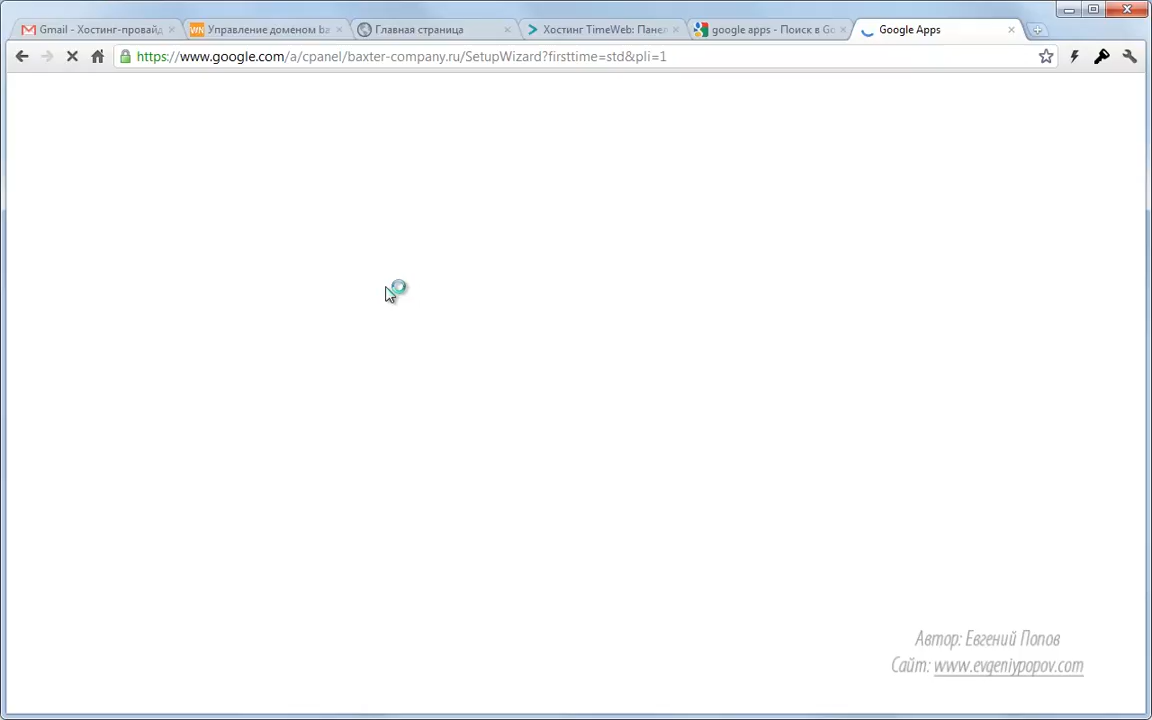 Gmail - Хостинг-провайд
Управление доменом ba
Главная страница
Хостинг TimeWeb: Панел
google apps - Поиск в Go
Google Apps
https://www.google.com/a/cpanel/baxter-company.ru/SetupWizard?firsttime=std&pli=1
Автор: Евгений Попов
Сайт: www.evgeniypopov.com